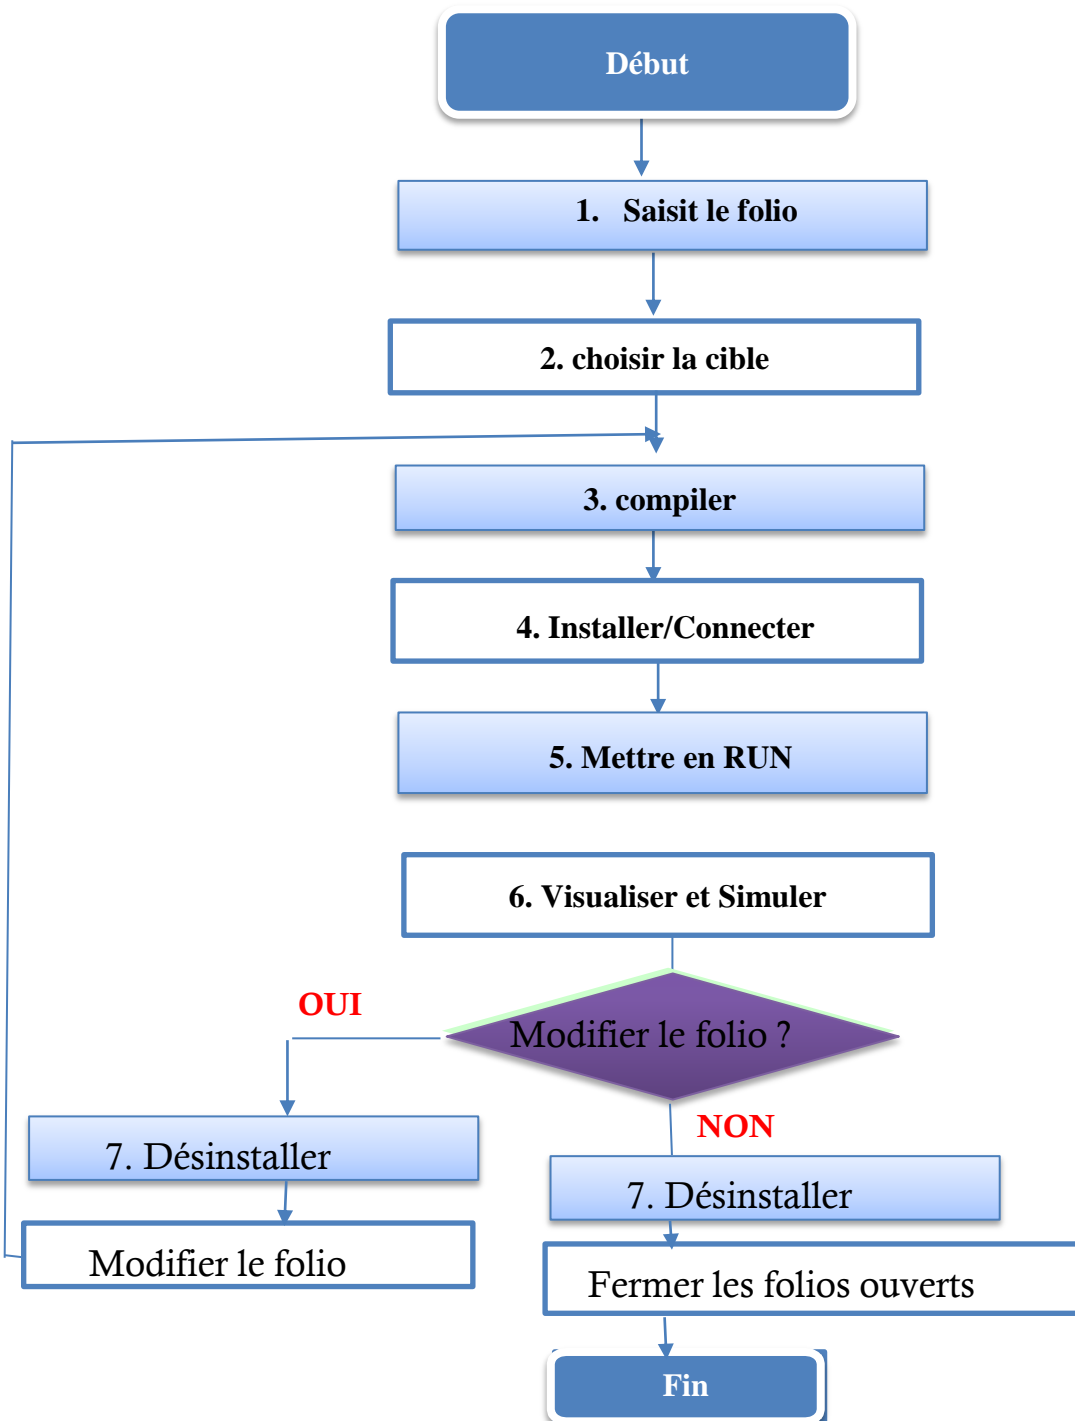 Début
1. Saisit le folio
2. choisir la cible
3. compiler
4. Installer/Connecter
5. Mettre en RUN
6. Visualiser et Simuler
OUI
Modifier le folio ?
NON
7. Désinstaller
7. Désinstaller
Modifier le folio
Fermer les folios ouverts
Fin